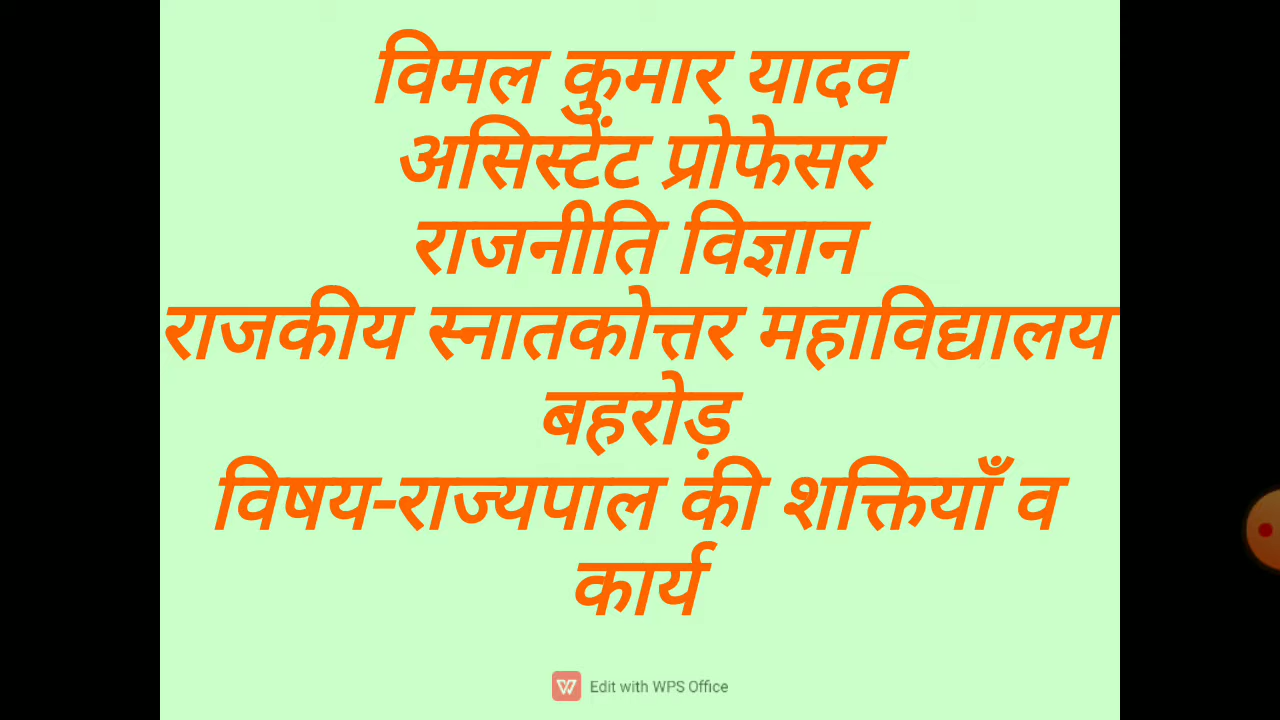 विमल कुमार यादव
असिस्टेंट प्रोफेसर
राजनीति विज्ञान
राजकीय स्नातकोत्तर महाविद्यालय
बहरोड़
विषय-राज्यपाल की शक्तियाँ व
कार्य
Edit with WPS Office